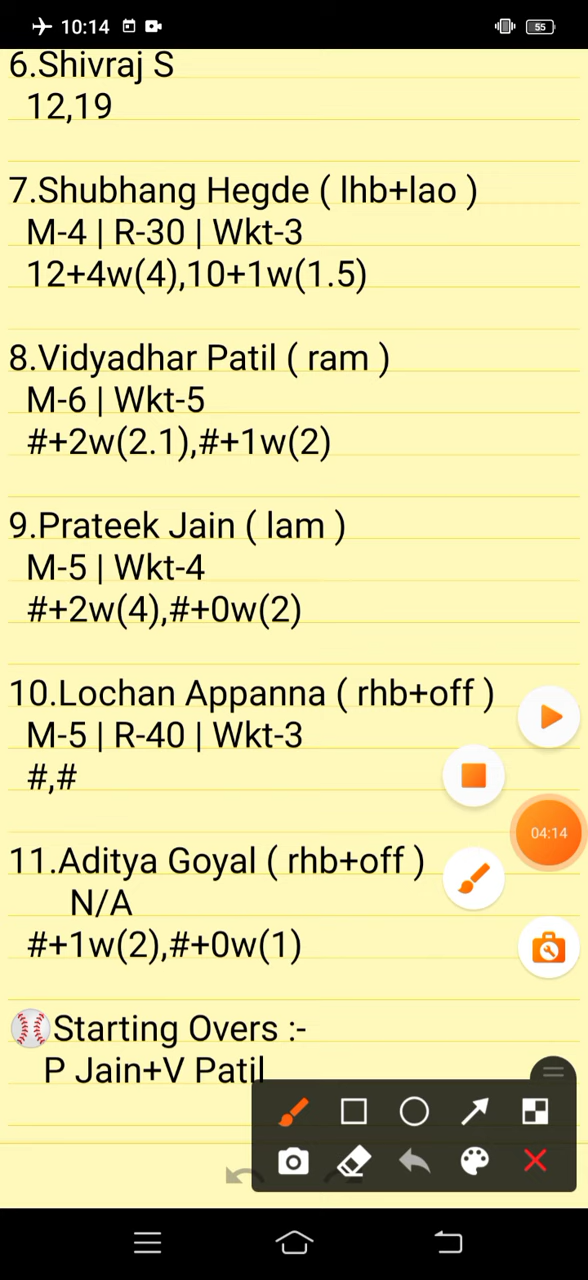 10:14
55
6.Shivraj S
12,19
7.Shubhang Hegde ( lhb+lao )
M-4 | R-30 | Wkt-3
12+4w(4),10+1w(1.5)
8.Vidyadhar Patil ( ram )
M-6 | Wkt-5
#+2w(2.1),#+1w(2)
9.Prateek Jain ( lam )
M-5 | Wkt-4
#+2w(4),#+0w(2)
10.Lochan Appanna ( rhb+off )
M-5 | R-40 | Wkt-3
#,#
04:14
11.Aditya Goyal ( rhb+off )
N/A
#+1w(2),#+0w(1)
⚾Starting Overs :-
P Jain+V Patil